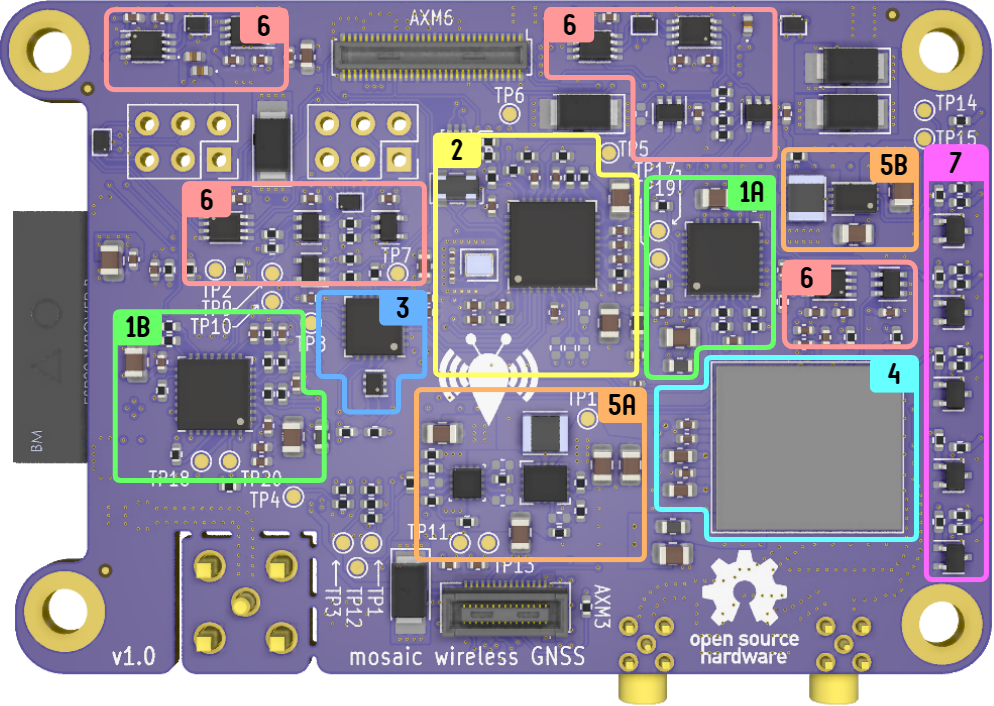 AXM6
6
6
TP6
TP14
TP15
2
TP5
5B
7
TP17
TP19
1A
6
TP7
TP2
TP9
TP10
6
3
1B
TP8
4
5A
TP1
BM
TP18
TP20
TP4
TP11
TP13
TP3
TP12
TP1
AXM3
open source
hardware
v1.0
mosaic wireless GNSS